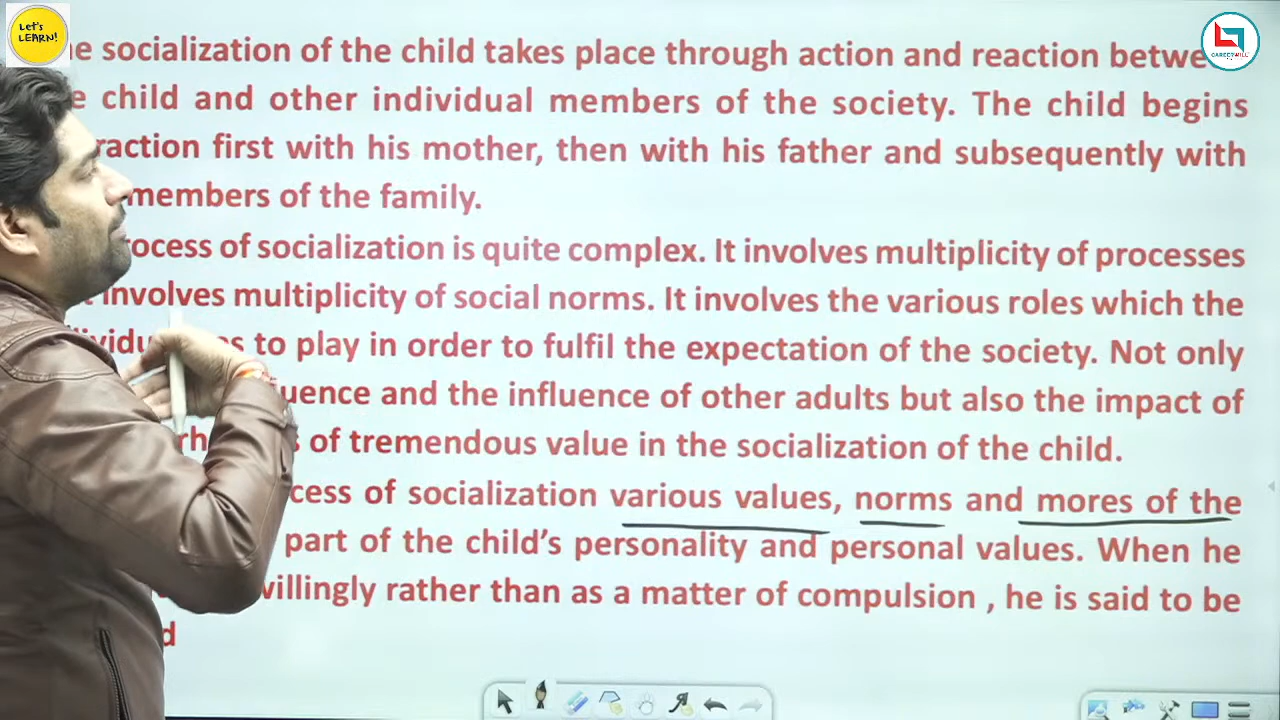 Let's
LEARN!
CAREERWILL
e socialization of the child takes place through action and reaction betwe
e child and other individual members of the society. The child begins
raction first with his mother, then with his father and subsequently with
members of the family.
rocess of socialization is quite complex. It involves multiplicity of processes
involves multiplicity of social norms. It involves the various roles which the
to play in order to fulfil the expectation of the society. Not only
uence and the influence of other adults but also the impact of
of tremendous value in the socialization of the child.
cess of socialization various values, norms and mores of the
part of the child's personality and personal values. When he
willingly rather than as a matter of compulsion , he is said to be
d